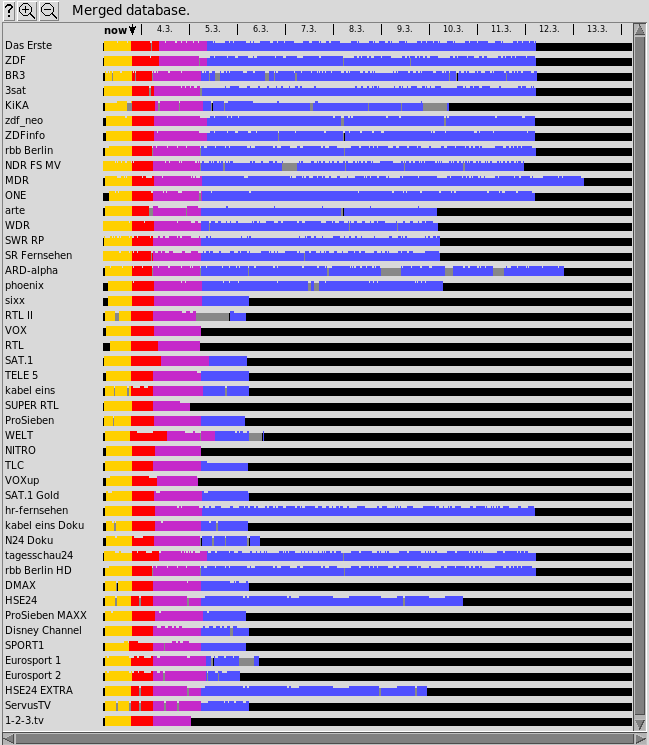 ? Merged database.
now 4.3. 5.3. 6.3. 7.3. 8.3. 9.3. 10.3. 11.3. 12.3. 13.3.
Das Erste
ZDF
BR3
3sat
KiKA
zdf_neo
ZDFinfo
rbb Berlin
NDR FS MV
MDR
ONE
arte
WDR
SWR RP
SR Fernsehen
ARD-alpha
phoenix
sixx
RTL II
VOX
RTL
SAT.1
TELE 5
kabel eins
SUPER RTL
ProSieben
WELT
NITRO
TLC
VOXup
SAT.1 Gold
hr-fernsehen
kabel eins Doku
N24 Doku
tagesschau24
rbb Berlin HD
DMAX
HSE24
ProSieben MAXX
Disney Channel
SPORT1
Eurosport 1
Eurosport 2
HSE24 EXTRA
ServusTV
1-2-3.tv